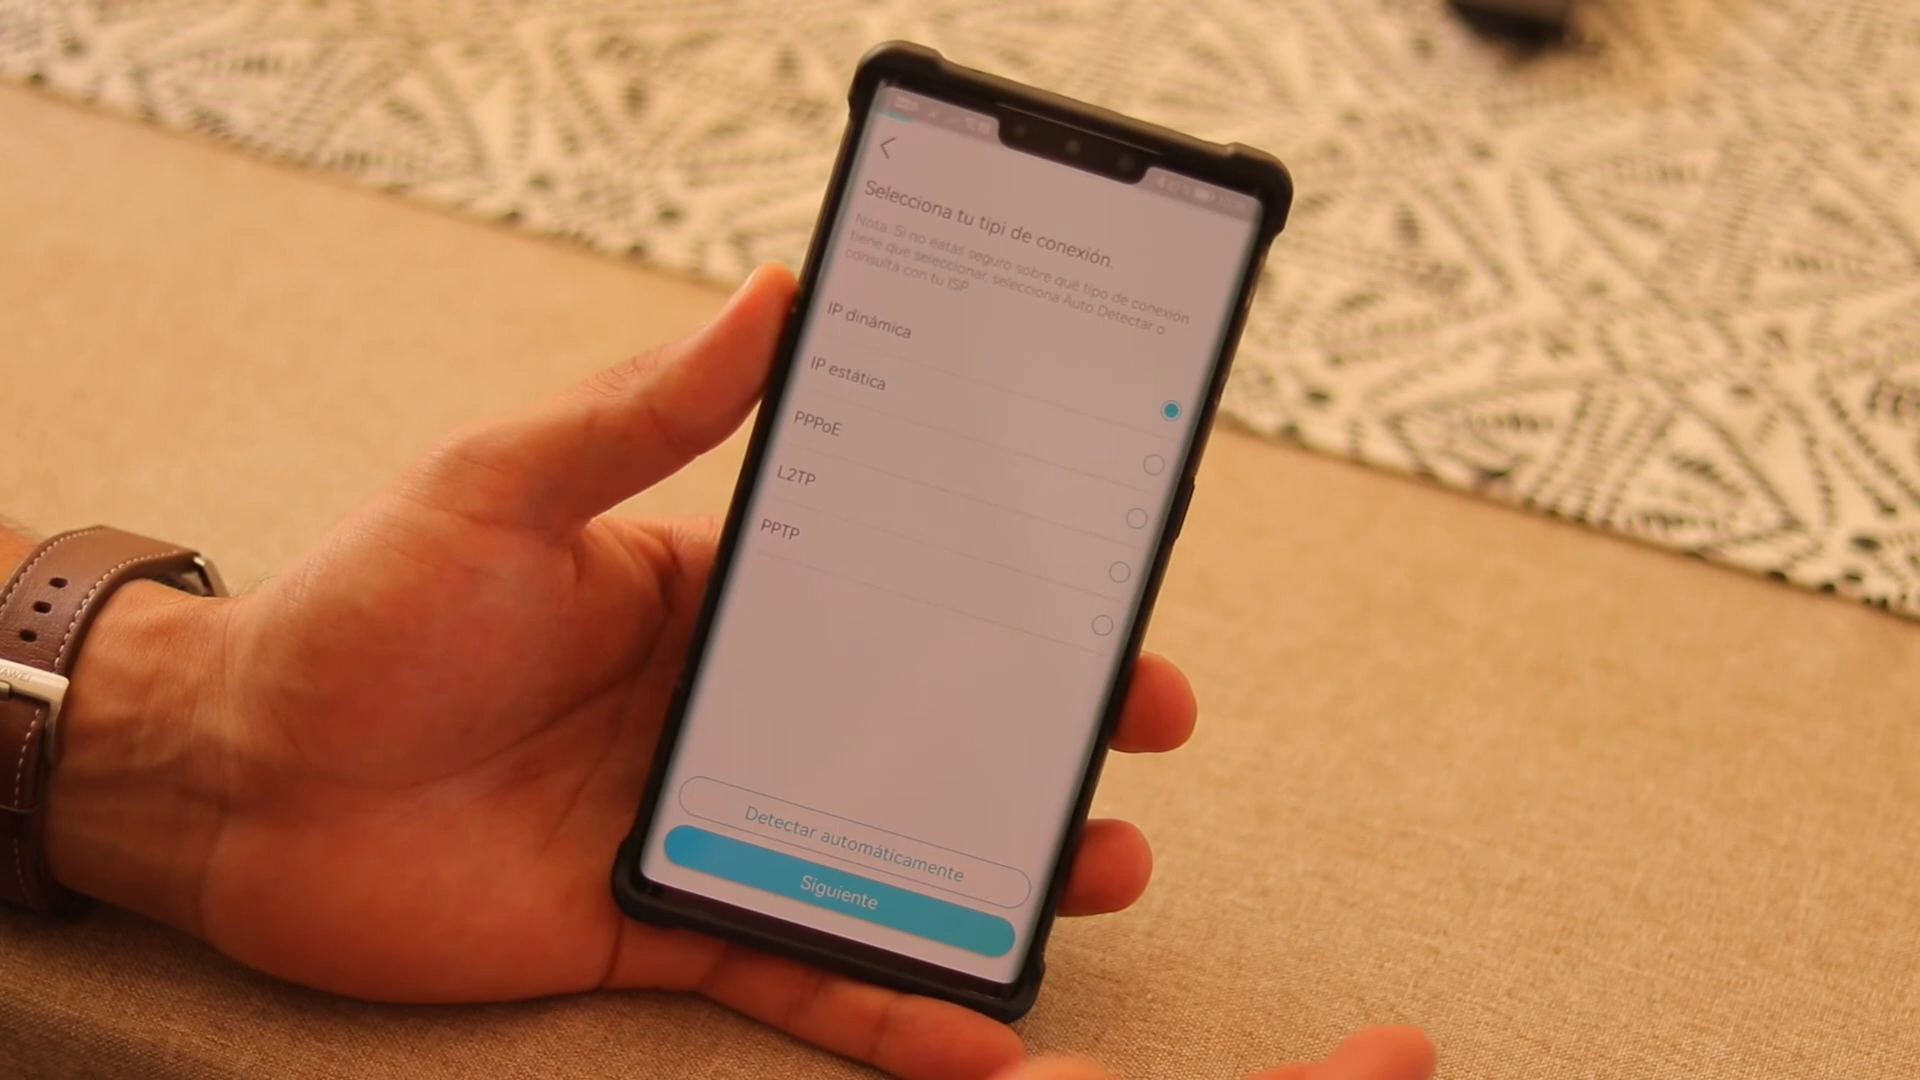 Selecciona tu tipi de conexión.
Nota: Si no eatás seguro sobre qué tipo de conexión
tiene que seleccionar, selecciona Auto Detectar o
consulta con tu ISP.
IP dinámica
IP estática
PPPoE
L2TP
PPTP
Detectar automáticamente
Siguiente